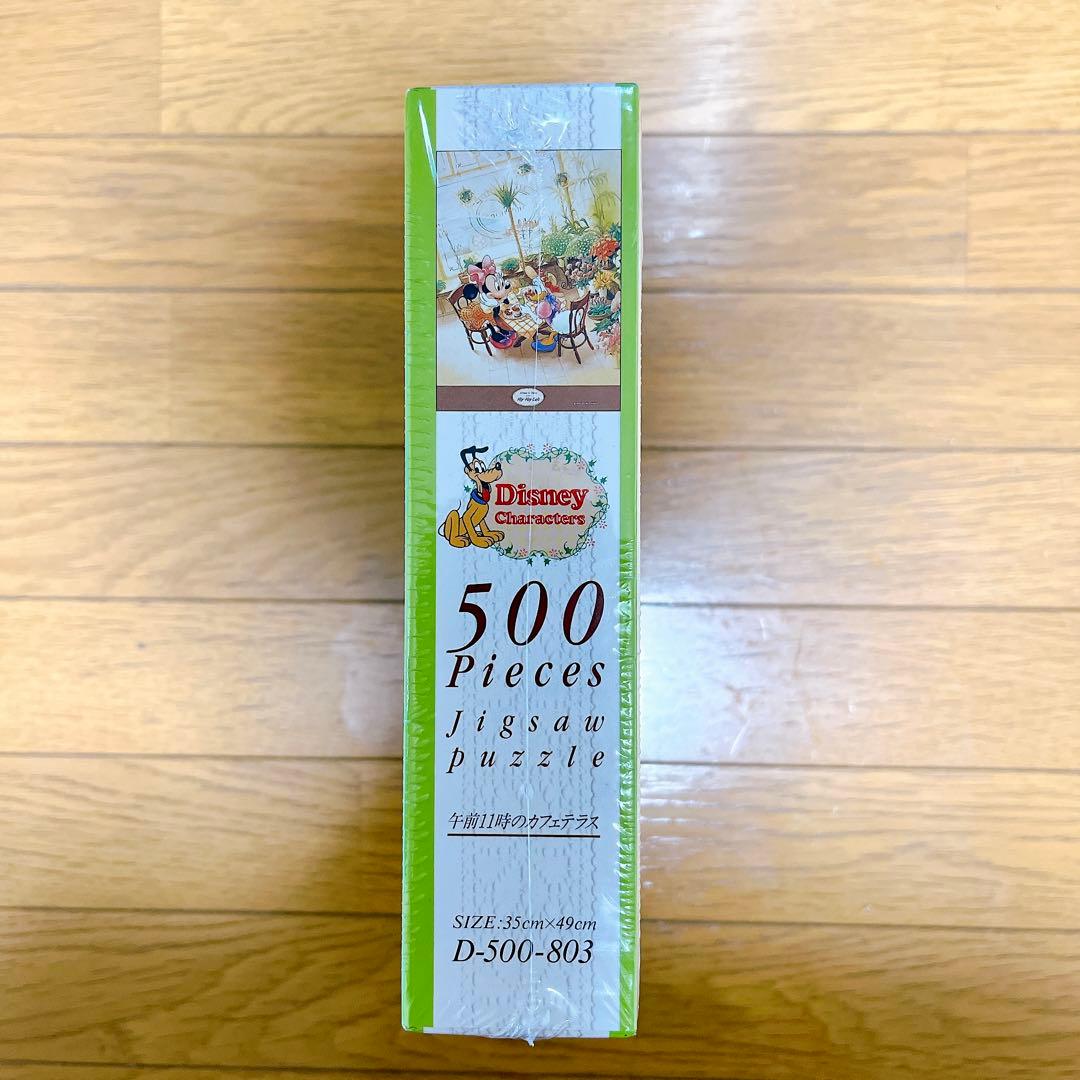 Disney
Characters
500
Pieces
Jigsaw
puzzle
午前11時のカフェテラス
SIZE:35cm×49cm
D-500-803